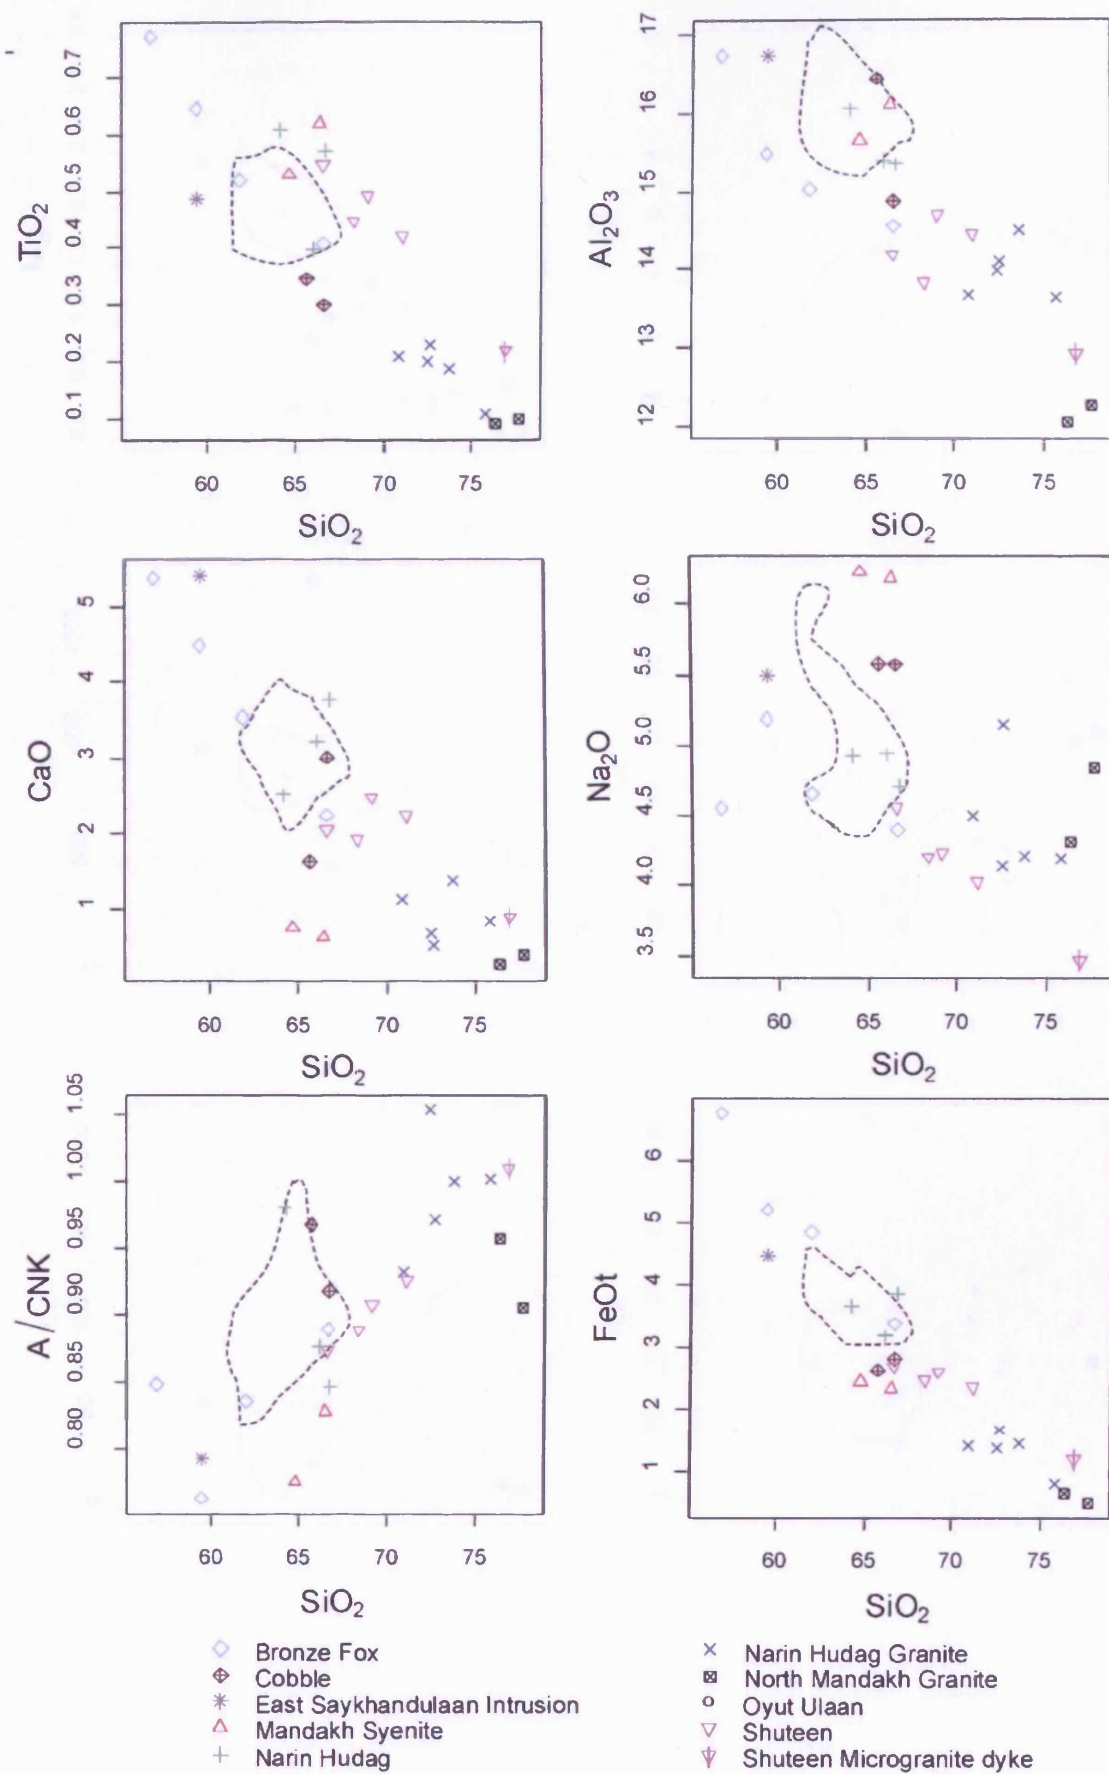 0.1 0.2 0.3 0.4 0.5 0.6 0.7
TiO₂
60 65 70 75
SiO₂
12 13 14 15 16 17
Al₂O₃
60 65 70 75
SiO₂
1 2 3 4 5
CaO
60 65 70 75
SiO₂
3.5 4.0 4.5 5.0 5.5 6.0
Na₂O
60 65 70 75
SiO₂
0.80 0.85 0.90 0.95 1.00 1.05
A/CNK
60 65 70 75
SiO₂
1 2 3 4 5 6
FeOt
60 65 70 75
SiO₂
Bronze Fox
Cobble
East Saykhandulaan Intrusion
Mandakh Syenite
Narin Hudag
Narin Hudag Granite
North Mandakh Granite
Oyut Ulaan
Shuteen
Shuteen Microgranite dyke